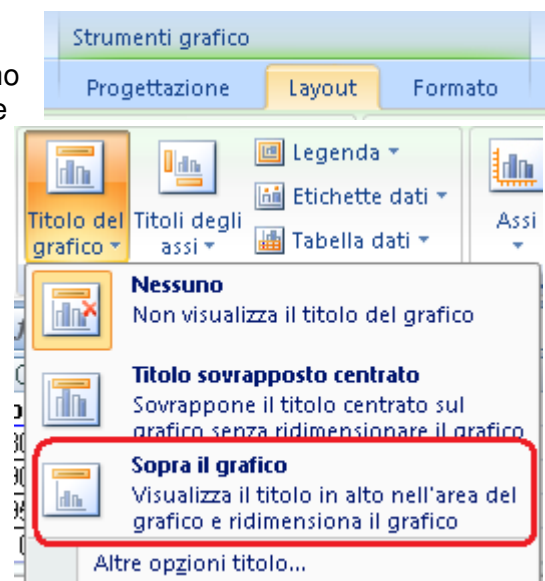 Strumenti grafico
Progettazione Layout Formato
Legenda
Etichette dati
Tabella dati
Titolo del grafico
Titoli degli assi
Assi
Nessuno
Non visualizza il titolo del grafico
Titolo sovrapposto centrato
Sovrappone il titolo centrato sul
grafico senza ridimensionare il grafico
Sopra il grafico
Visualizza il titolo in alto nell'area del
grafico e ridimensiona il grafico
Altre opzioni titolo...